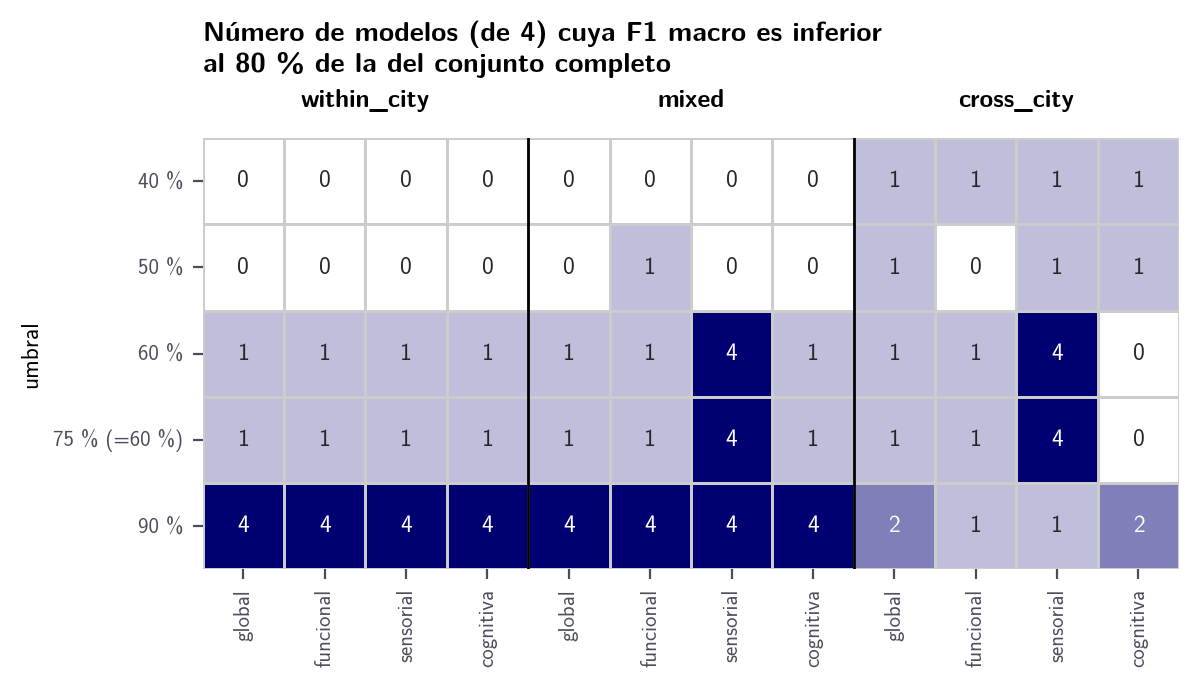 Número de modelos (de 4) cuya F1 macro es inferior
al 80 % de la del conjunto completo
within_city mixed cross_city
40 % 0 0 0 0 0 0 0 0 1 1 1 1
50 % 0 0 0 0 0 1 0 0 1 0 1 1
umbral
60 % 1 1 1 1 1 1 4 1 1 1 4 0
75 % (=60 %) 1 1 1 1 1 1 4 1 1 1 4 0
90 % 4 4 4 4 4 4 4 4 2 1 1 2
global funcional sensorial cognitiva global funcional sensorial cognitiva global funcional sensorial cognitiva